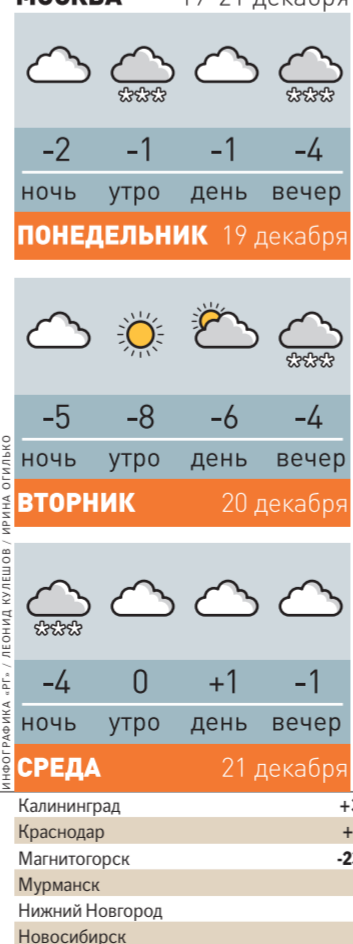 МОСКВА 19–21 декабря
-2 -1 -1 -4
ночь утро день вечер
ПОНЕДЕЛЬНИК 19 декабря
-5 -8 -6 -4
ночь утро день вечер
ВТОРНИК 20 декабря
-4 0 +1 -1
ночь утро день вечер
СРЕДА 21 декабря
ИНФОГРАФИКА «РГ» / ЛЕОНИД КУЛЕШОВ / ИРИНА ОГИЛЬКО
Калининград
Краснодар
Магнитогорск
Мурманск
Нижний Новгород
Новосибирск